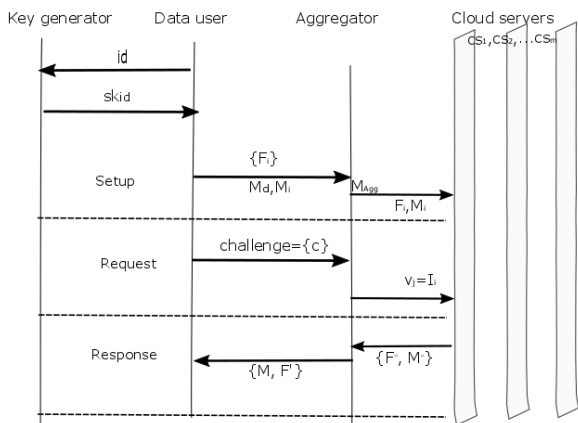 Key generator Data user Aggregator Cloud servers
CS₁,CS₂,...CSₘ
id
skid
{Fᵢ}
Setup Md,Mᵢ MAgg
Fᵢ,Mᵢ
challenge={c}
Request
vⱼ=Iᵢ
Response {F'', M''}
{M, F'}